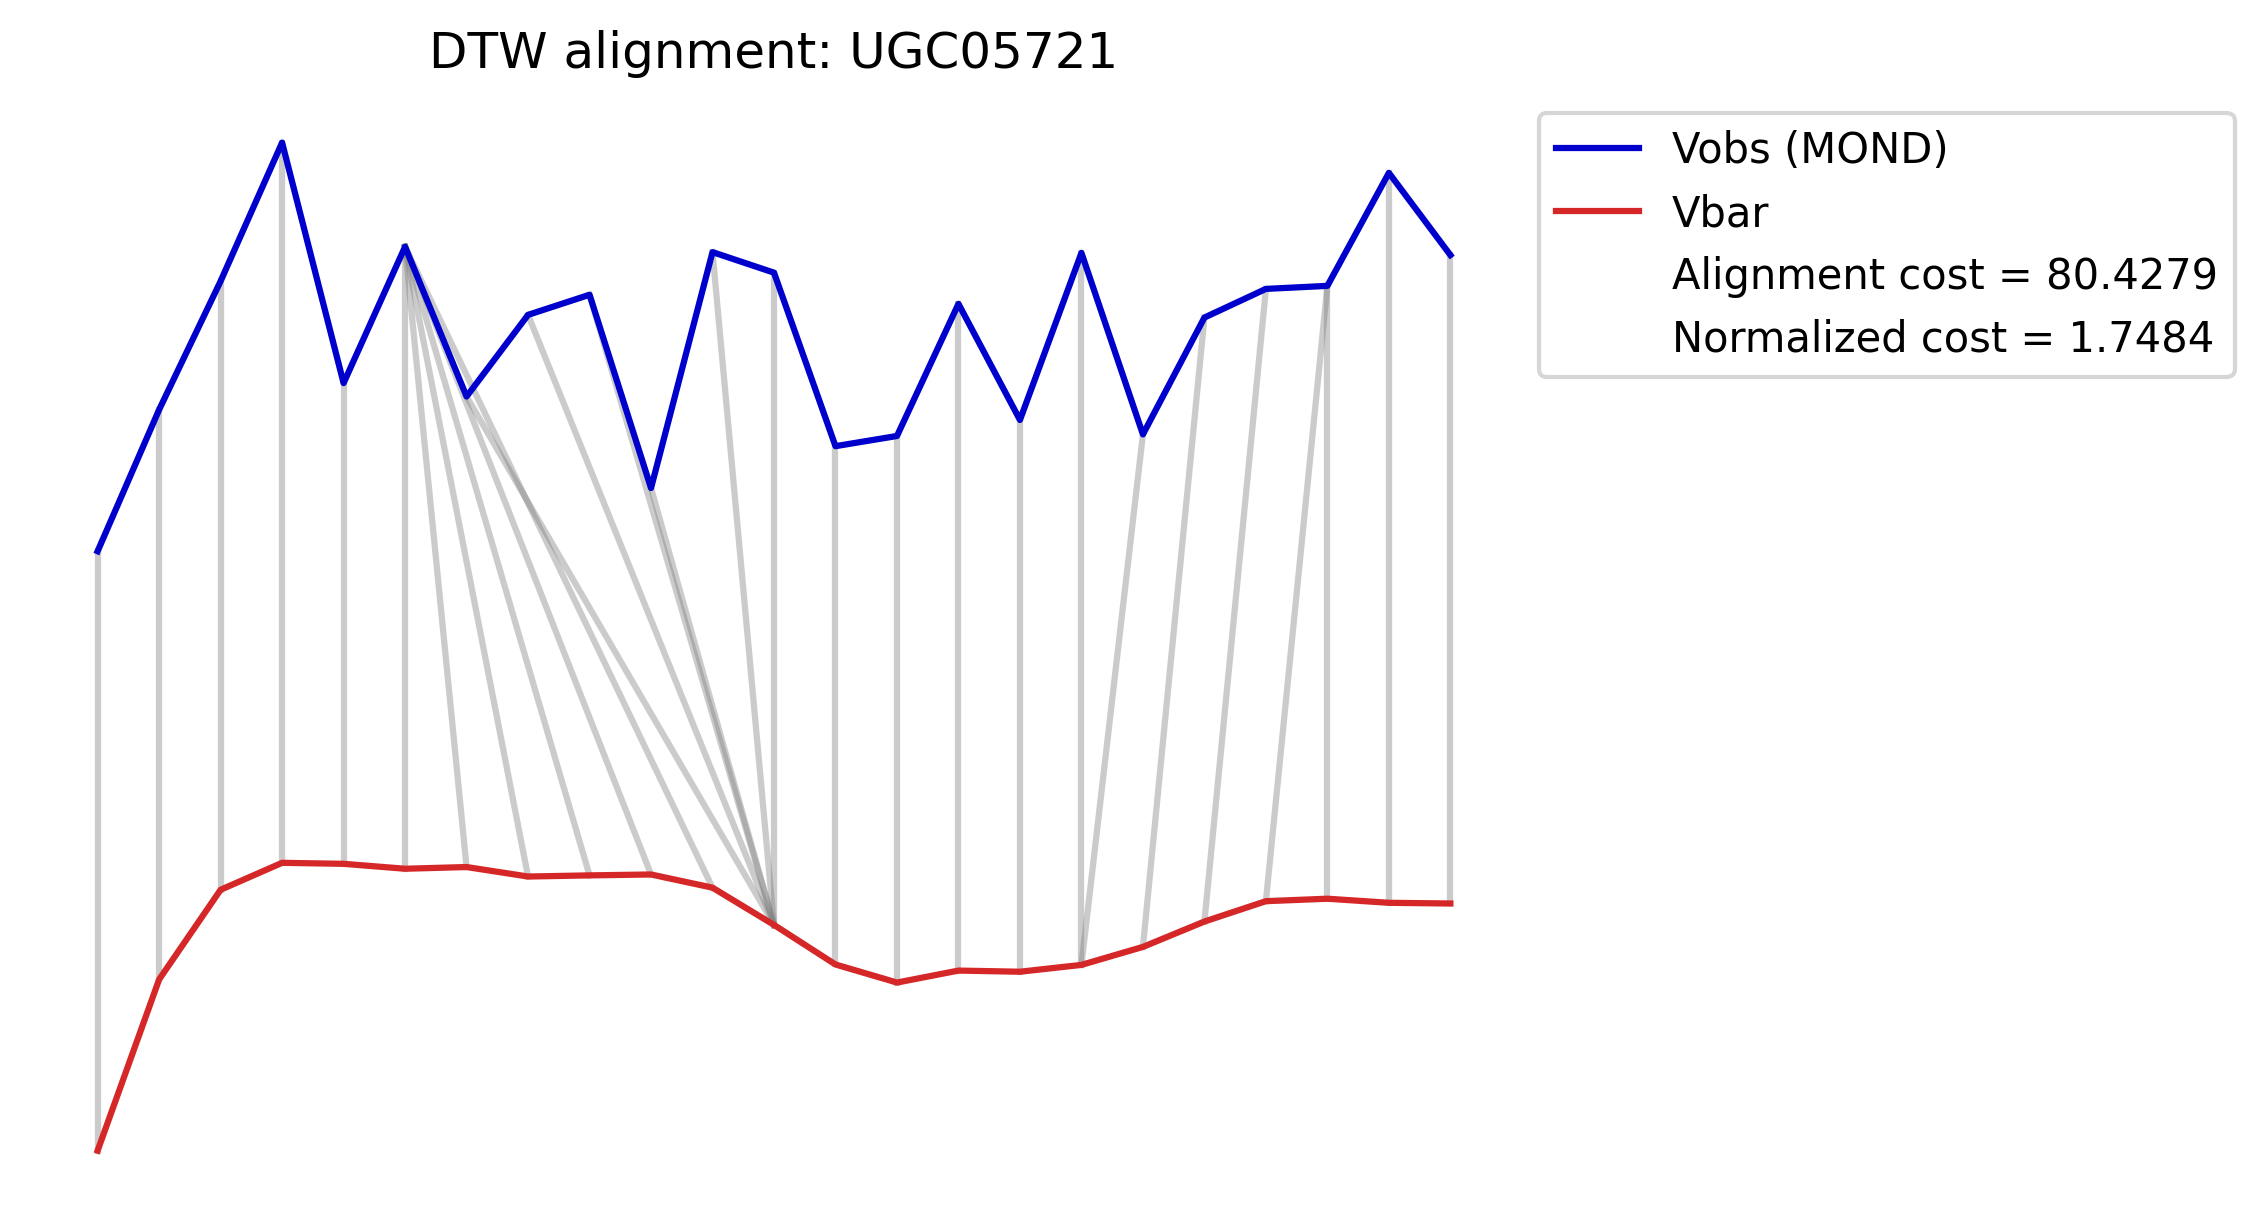 DTW alignment: UGC05721
Vobs (MOND)
Vbar
Alignment cost = 80.4279
Normalized cost = 1.7484